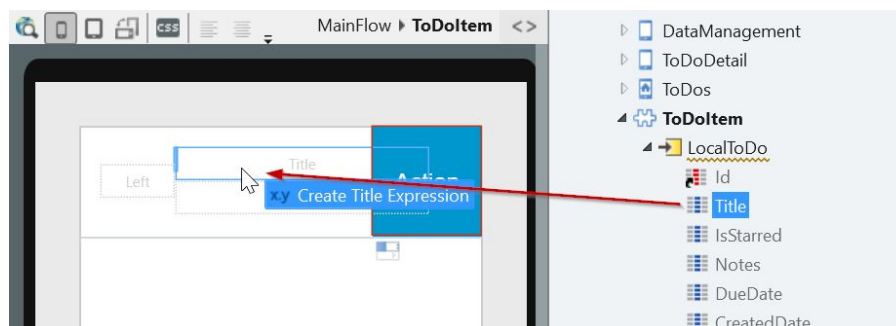 css
MainFlow ToDoItem <>
DataManagement
ToDoDetail
ToDos
ToDoItem
LocalToDo
Id
Title
IsStarred
Notes
DueDate
CreatedDate
Title
Left
Action
x.y Create Title Expression